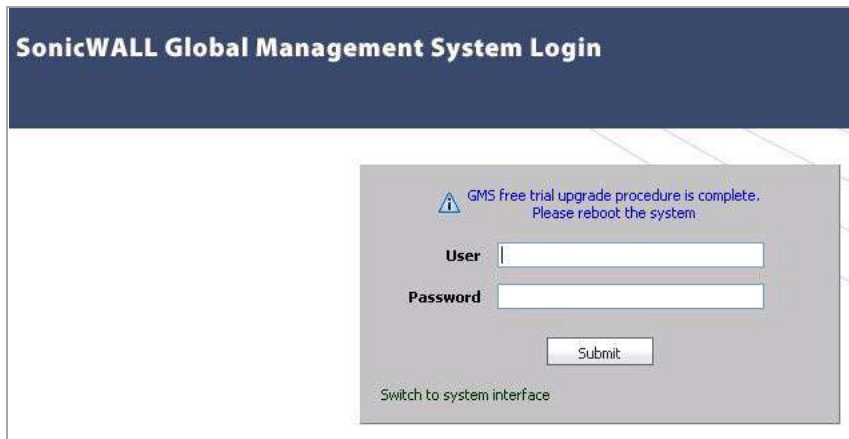 SonicWALL Global Management System Login
GMS free trial upgrade procedure is complete.
Please reboot the system
User
Password
Submit
Switch to system interface